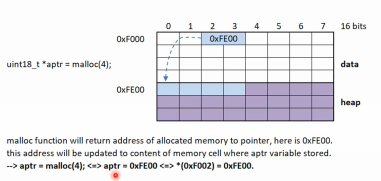 0 1 2 3 4 5 6 7 16 bits
0xF000 0xFE00
uint18_t *aptr = malloc(4); data
0xFE00
heap
malloc function will return address of allocated memory to pointer, here is 0xFE00.
this address will be updated to content of memory cell where aptr variable stored.
--> aptr = malloc(4); <=> aptr = 0xFE00 <=> *(0xF002) = 0xFE00.